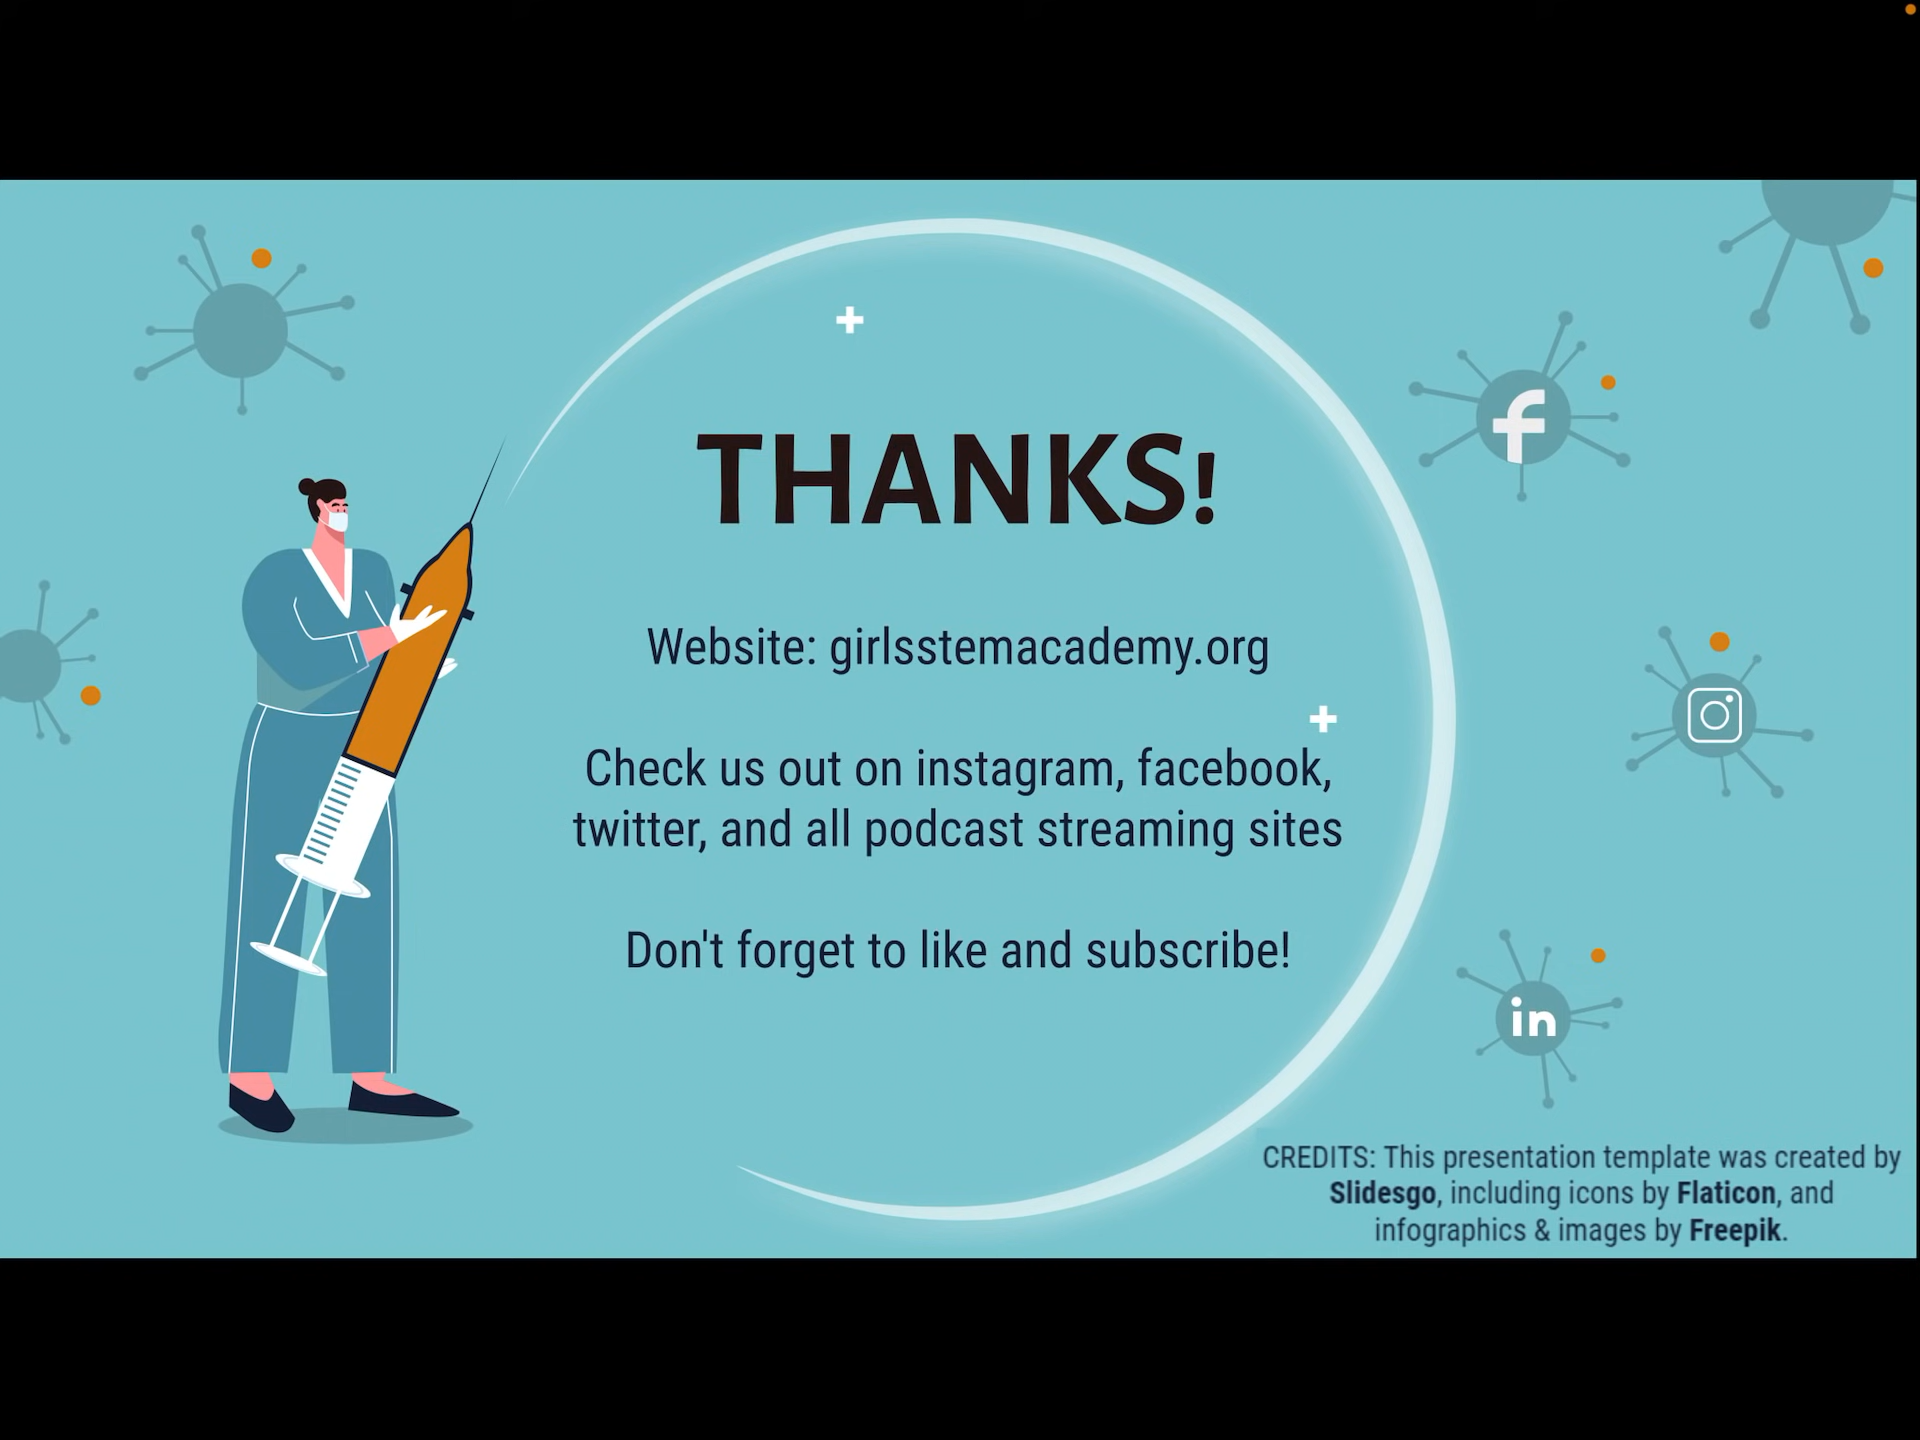 THANKS!
Website: girlsstemacademy.org
Check us out on instagram, facebook,
twitter, and all podcast streaming sites
Don't forget to like and subscribe!
f
in
CREDITS: This presentation template was created by
Slidesgo, including icons by Flaticon, and
infographics & images by Freepik.